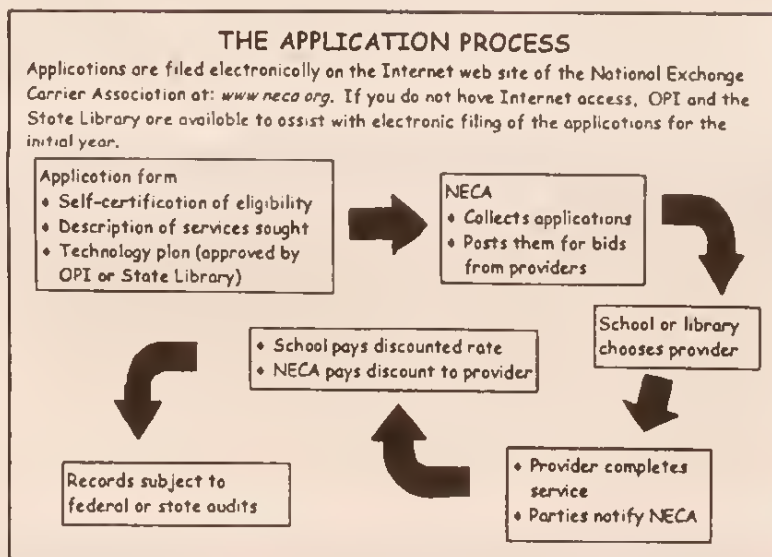 THE APPLICATION PROCESS
Applications are filed electronically on the Internet web site of the National Exchange
Carrier Association at: www neca org. If you do not have Internet access, OPI and the
State Library are available to assist with electronic filing of the applications for the
initial year.
Application form
♦ Self-certification of eligibility
♦ Description of services sought
♦ Technology plan (approved by
OPI or State Library)
NECA
♦ Collects applications
♦ Posts them for bids
from providers
School or library
chooses provider
♦ Provider completes
service
♦ Parties notify NECA
♦ School pays discounted rate
♦ NECA pays discount to provider
Records subject to
federal or state audits